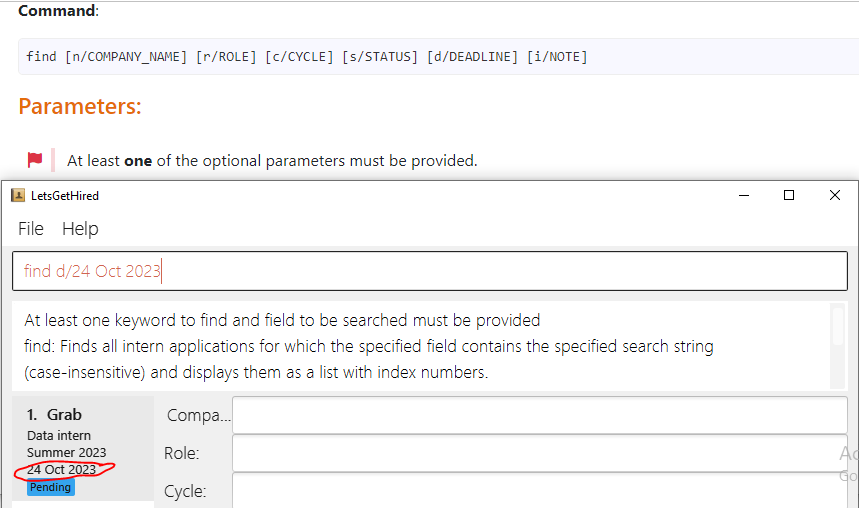 Command:
find [n/COMPANY_NAME] [r/ROLE] [c/CYCLE] [s/STATUS] [d/DEADLINE] [i/NOTE]
Parameters:
At least one of the optional parameters must be provided.
LetsGetHired
File Help
find d/24 Oct 2023
At least one keyword to find and field to be searched must be provided
find: Finds all intern applications for which the specified field contains the specified search string
(case-insensitive) and displays them as a list with index numbers.
1. Grab
Data intern
Summer 2023
24 Oct 2023
Pending
Compa...
Role:
Cycle: